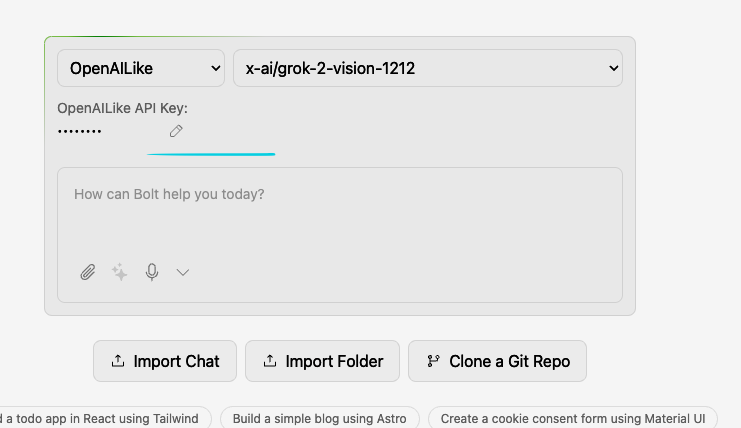 OpenAILike x-ai/grok-2-vision-1212
OpenAILike API Key:
••••••••
How can Bolt help you today?
Import Chat Import Folder Clone a Git Repo
a todo app in React using Tailwind Build a simple blog using Astro Create a cookie consent form using Material UI